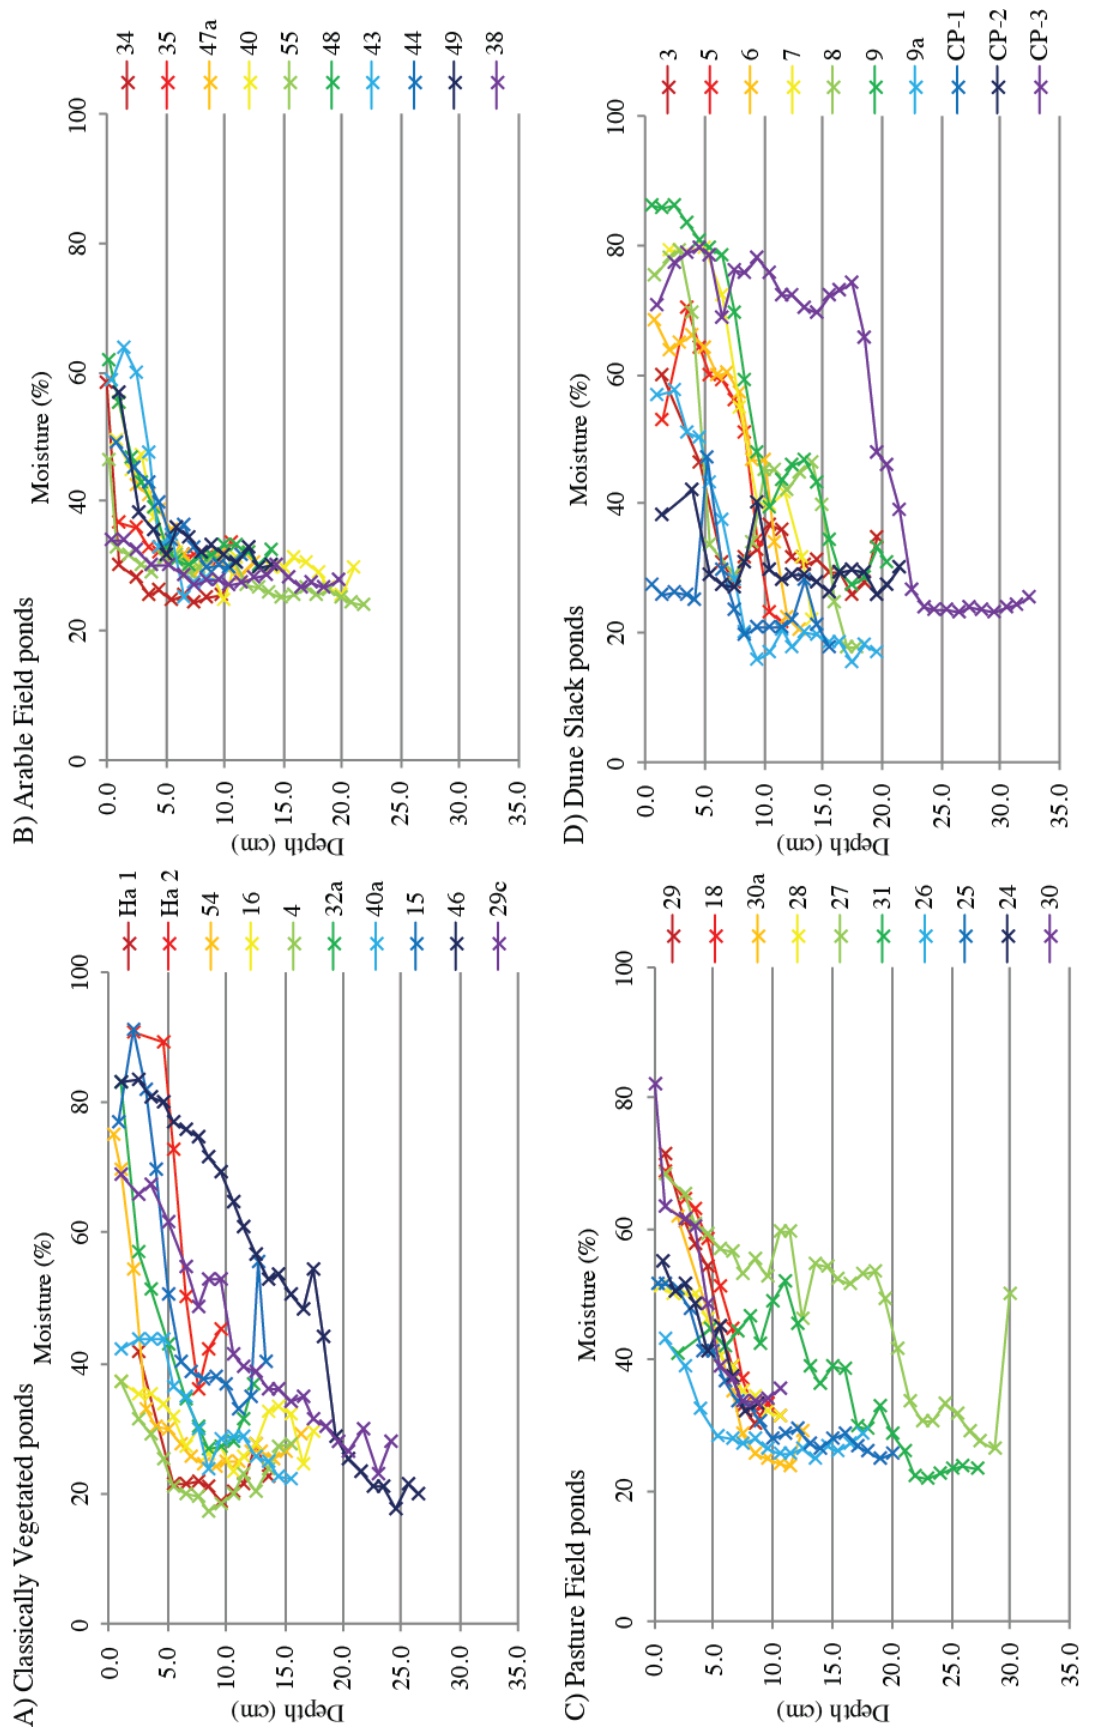 A) Classically Vegetated ponds
Moisture (%)
0 20 40 60 80 100
0.0
5.0
10.0
15.0
20.0
25.0
30.0
35.0
Depth (cm)
Ha 1
Ha 2
54
16
4
32a
40a
15
46
29c
B) Arable Field ponds
Moisture (%)
0 20 40 60 80 100
0.0
5.0
10.0
15.0
20.0
25.0
30.0
35.0
Depth (cm)
34
35
47a
40
55
48
43
44
49
38
C) Pasture Field ponds
Moisture (%)
0 20 40 60 80 100
0.0
5.0
10.0
15.0
20.0
25.0
30.0
35.0
Depth (cm)
29
18
30a
28
27
31
26
25
24
30
D) Dune Slack ponds
Moisture (%)
0 20 40 60 80 100
0.0
5.0
10.0
15.0
20.0
25.0
30.0
35.0
Depth (cm)
3
5
6
7
8
9
9a
CP-1
CP-2
CP-3